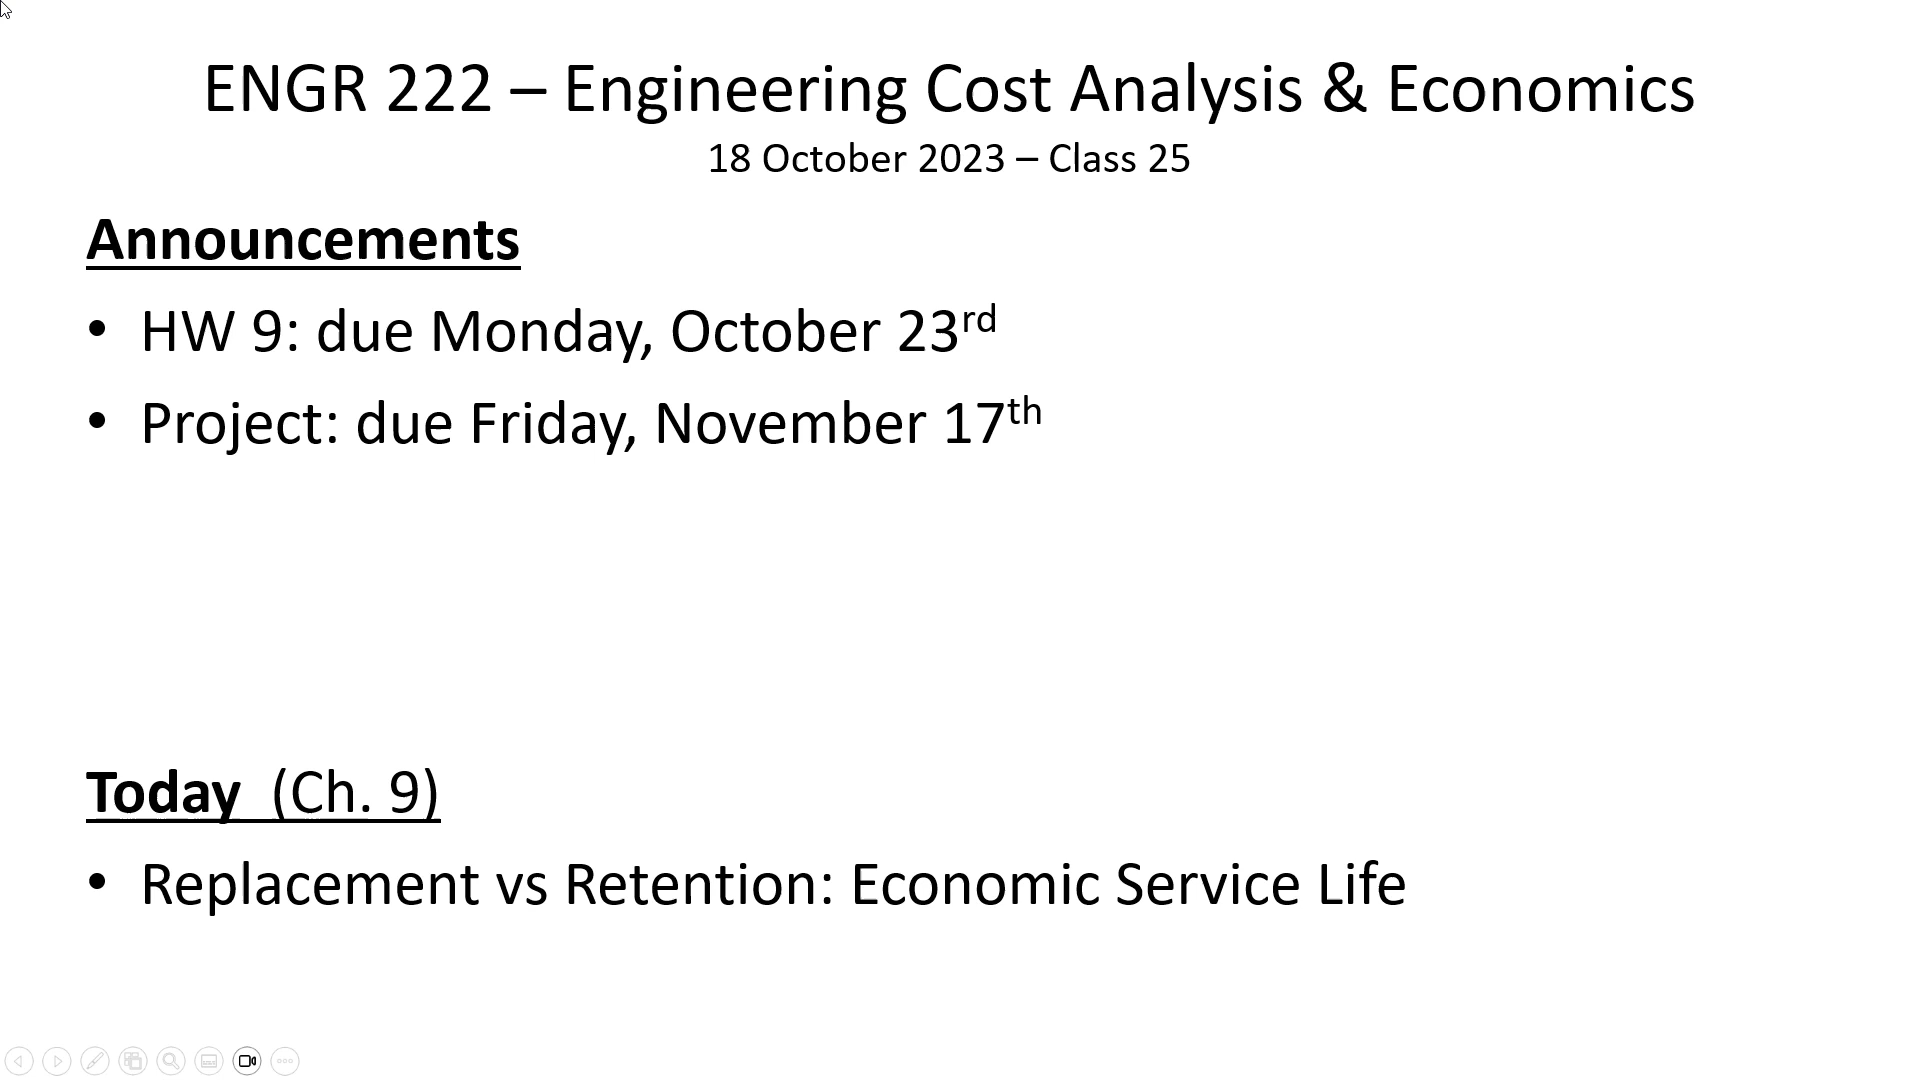 ENGR 222 – Engineering Cost Analysis & Economics
18 October 2023 – Class 25
Announcements
• HW 9: due Monday, October 23rd
• Project: due Friday, November 17th
Today (Ch. 9)
• Replacement vs Retention: Economic Service Life